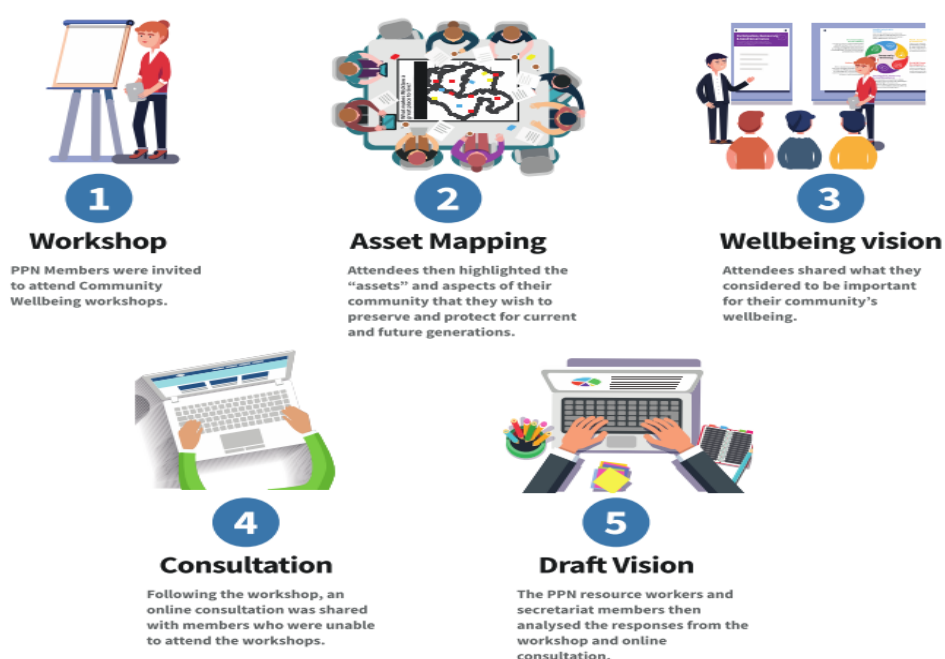 1
Workshop
PPN Members were invited
to attend Community
Wellbeing workshops.
2
Asset Mapping
Attendees then highlighted the
“assets” and aspects of their
community that they wish to
preserve and protect for current
and future generations.
3
Wellbeing vision
Attendees shared what they
considered to be important
for their community’s
wellbeing.
4
Consultation
Following the workshop, an
online consultation was shared
with members who were unable
to attend the workshops.
5
Draft Vision
The PPN resource workers and
secretariat members then
analysed the responses from the
workshop and online
consultation.